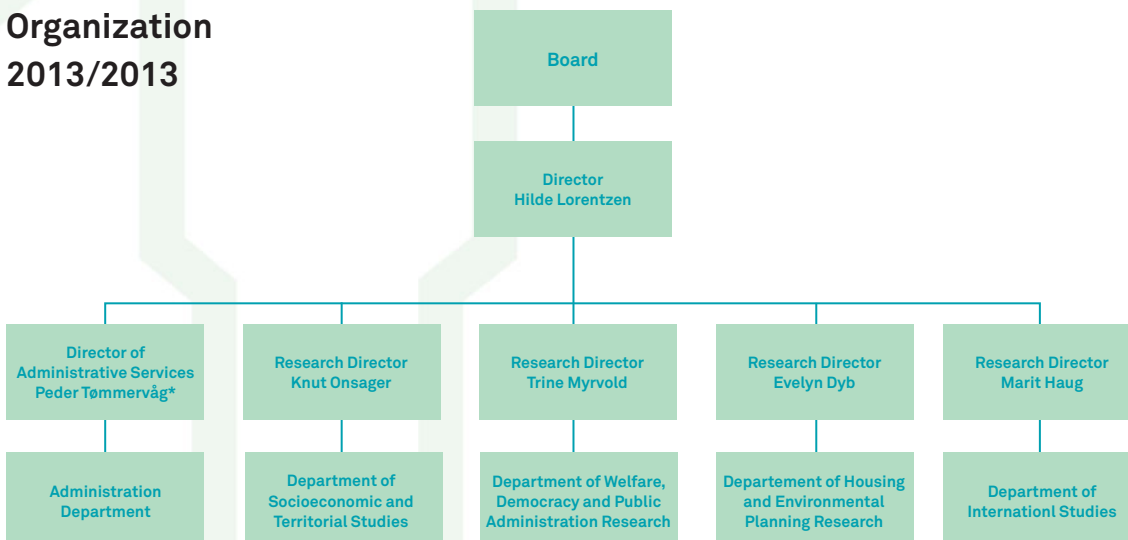 Organization
2013/2013
Board
Director
Hilde Lorentzen
Director of
Administrative Services
Peder Tømmervåg*
Research Director
Knut Onsager
Research Director
Trine Myrvold
Research Director
Evelyn Dyb
Research Director
Marit Haug
Administration
Department
Department of
Socioeconomic and
Territorial Studies
Department of Welfare,
Democracy and Public
Administration Research
Departement of Housing
and Environmental
Planning Research
Department of
Internationl Studies